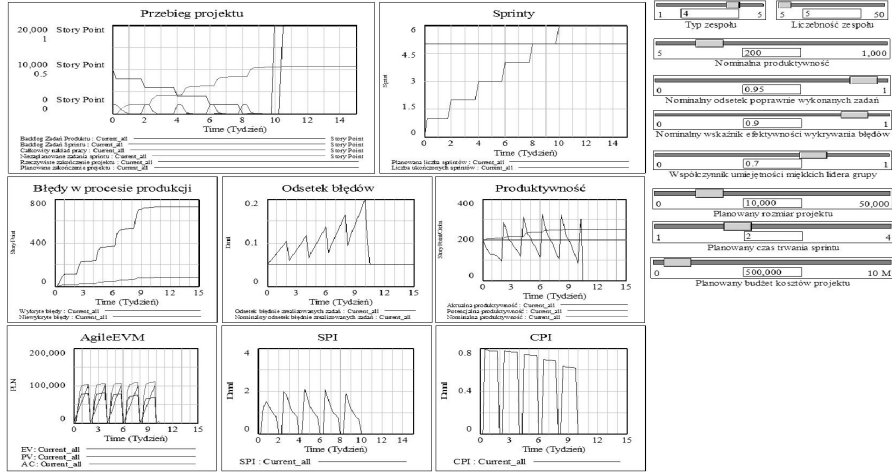 Przebieg projektu
20,000 Story Point
1
10,000 Story Point
0.5
0 Story Point
0
0 2 4 6 8 10 12 14
Time (Tydzień)
Backlog Zadań Produktu : Current_all Story Point
Backlog Zadań Sprintu : Current_all Story Point
Całkowity nakład pracy : Current_all Story Point
Niezaplanowane zadania sprintu : Current_all Story Point
Rzeczywiste zakończenie projektu : Current_all
Planowane zakończenie projektu : Current_all
Sprinty
6
4.5
3
1.5
0
Sprint
0 2 4 6 8 10 12 14
Time (Tydzień)
Planowana liczba sprintów : Current_all
Liczba ukończonych sprintów : Current_all
1 4 5
Typ zespołu
5 5 50
Liczebność zespołu
5 200 1,000
Nominalna produktywność
0 0.95 1
Nominalny odsetek poprawnie wykonanych zadań
0 0.9 1
Nominalny wskaźnik efektywności wykrywania błędów
0 0.7 1
Współczynnik umiejętności miękkich lidera grupy
0 10,000 50,000
Planowany rozmiar projektu
1 2 4
Planowany czas trwania sprintu
0 500,000 10 M
Planowany budżet kosztów projektu
Błędy w procesie produkcji
800
400
0
Story Point
0 3 6 9 12 15
Time (Tydzień)
Wykryte błędy : Current_all
Niewykryte błędy : Current_all
Odsetek błędów
0.2
0.1
0
Dmnl
0 3 6 9 12 15
Time (Tydzień)
Odsetek błędnie zrealizowanych zadań : Current_all
Nominalny odsetek błędnie zrealizowanych zadań : Current_all
Produktywność
400
200
0
0 3 6 9 12 15
Time (Tydzień)
Aktualna produktywność : Current_all
Potencjalna produktywność : Current_all
Nominalna produktywność : Current_all
AgileEVM
200,000
100,000
0
PLN
0 3 6 9 12 15
Time (Tydzień)
EV : Current_all
PV : Current_all
AC : Current_all
SPI
4
2
0
Dmnl
0 2 4 6 8 10 12 14
Time (Tydzień)
SPI : Current_all
CPI
0.8
0.4
0
Dmnl
0 3 6 9 12 15
Time (Tydzień)
CPI : Current_all